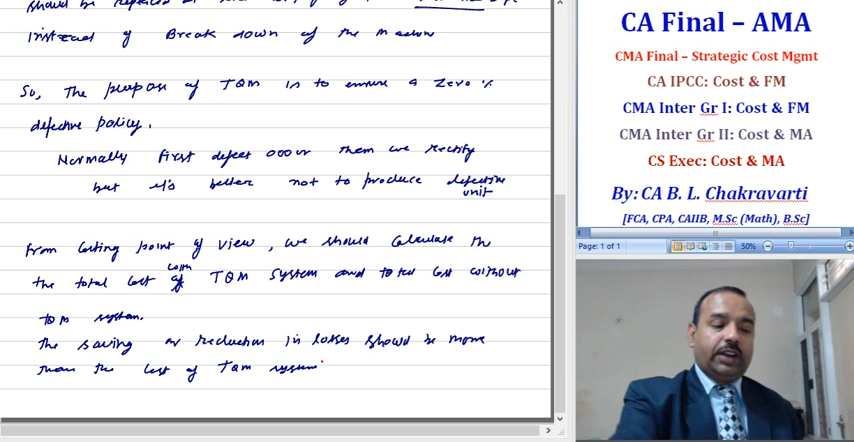 should be replaced at
instead of Break down of the Machine
So, The purpose of TQM is to ensure a Zero %
defective policy.
Normally first defect occur then we rectify
but it's better not to produce defective
unit
From Costing point of view, we should Calculate the
the total cost of with TQM system and total cost without
TQM system.
The saving or reduction in losses should be more
than the cost of TQM system
CA Final – AMA
CMA Final – Strategic Cost Mgmt
CA IPCC: Cost & FM
CMA Inter Gr I: Cost & FM
CMA Inter Gr II: Cost & MA
CS Exec: Cost & MA
By: CA B. L. Chakravarti
[FCA, CPA, CAIIB, M.Sc (Math), B.Sc]
Page: 1 of 1
50%